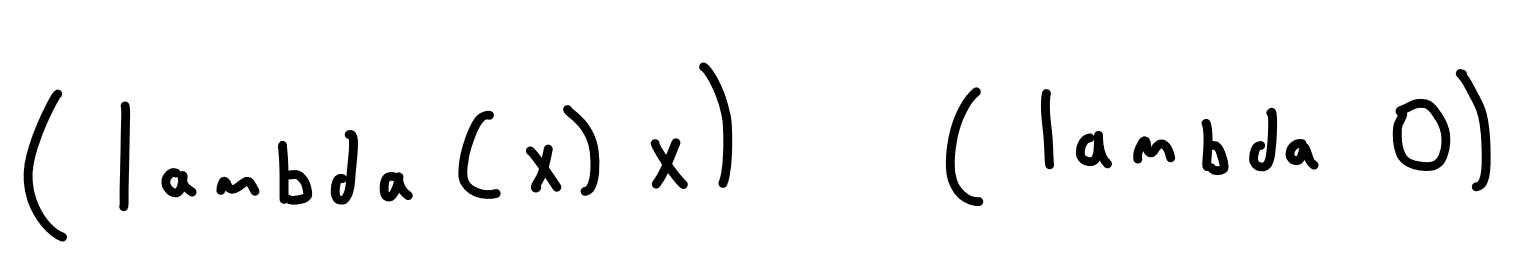 (lambda (x) x) (lambda 0)